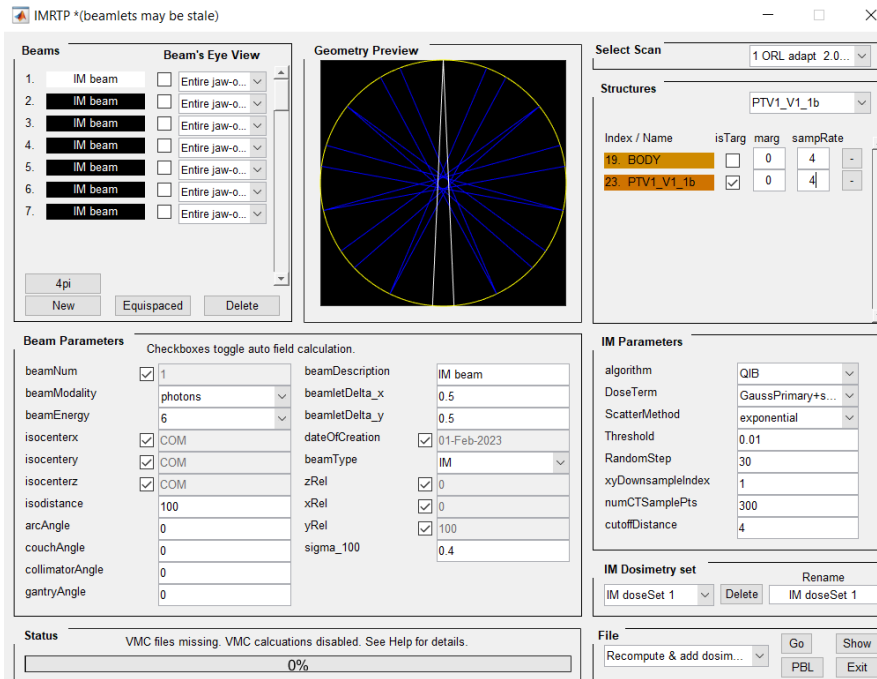 IMRTP *(beamlets may be stale)
Beams
Beam's Eye View
1. IM beam Entire jaw-o...
2. IM beam Entire jaw-o...
3. IM beam Entire jaw-o...
4. IM beam Entire jaw-o...
5. IM beam Entire jaw-o...
6. IM beam Entire jaw-o...
7. IM beam Entire jaw-o...
4pi
New Equispaced Delete
Geometry Preview
Select Scan
1 ORL adapt 2.0...
Structures
PTV1_V1_1b
Index / Name isTarg marg sampRate
19. BODY 0 4 -
23. PTV1_V1_1b 0 4 -
Beam Parameters
Checkboxes toggle auto field calculation.
beamNum 1
beamModality photons
beamEnergy 6
isocenterx COM
isocentery COM
isocenterz COM
isodistance 100
arcAngle 0
couchAngle 0
collimatorAngle 0
gantryAngle 0
beamDescription IM beam
beamletDelta_x 0.5
beamletDelta_y 0.5
dateOfCreation 01-Feb-2023
beamType IM
zRel 0
xRel 0
yRel 100
sigma_100 0.4
IM Parameters
algorithm QIB
DoseTerm GaussPrimary+s...
ScatterMethod exponential
Threshold 0.01
RandomStep 30
xyDownsampleIndex 1
numCTSamplePts 300
cutoffDistance 4
IM Dosimetry set
Rename
IM doseSet 1 Delete IM doseSet 1
Status
VMC files missing. VMC calcuations disabled. See Help for details.
0%
File
Recompute & add dosim...
Go Show
PBL Exit